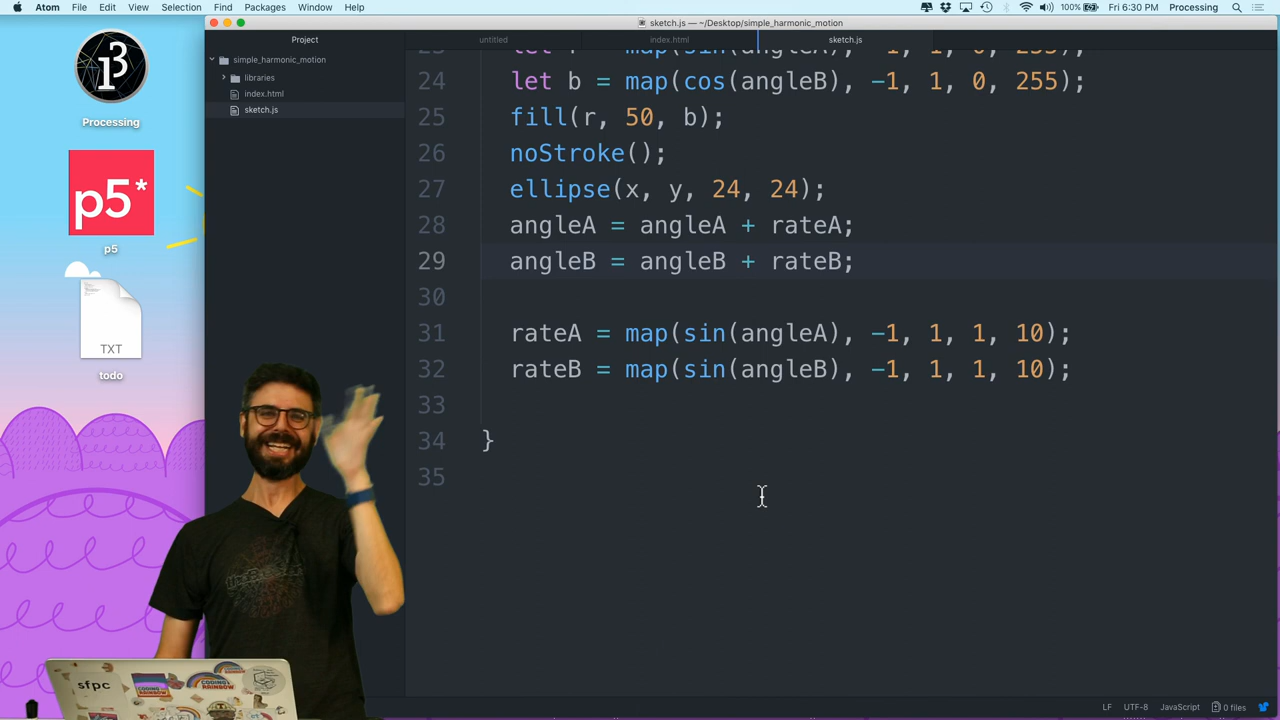 Atom File Edit View Selection Find Packages Window Help
100% Fri 6:30 PM Processing
sketch.js — ~/Desktop/simple_harmonic_motion
Project
untitled
index.html
sketch.js
simple_harmonic_motion
libraries
index.html
sketch.js
Processing
p5*
p5
TXT
todo
24 let b = map(cos(angleB), -1, 1, 0, 255);
25 fill(r, 50, b);
26 noStroke();
27 ellipse(x, y, 24, 24);
28 angleA = angleA + rateA;
29 angleB = angleB + rateB;
30
31 rateA = map(sin(angleA), -1, 1, 1, 10);
32 rateB = map(sin(angleB), -1, 1, 1, 10);
33
34 }
35
sfpc
LF UTF-8 JavaScript 0 files